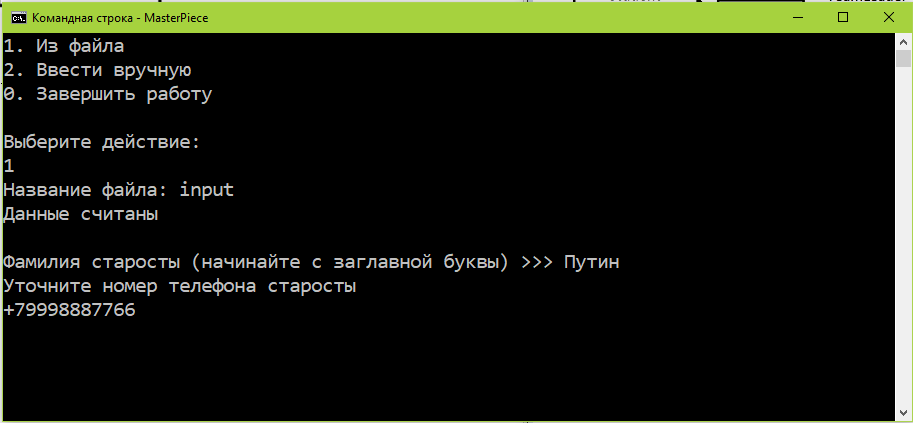 Командная строка - MasterPiece
1. Из файла
2. Ввести вручную
0. Завершить работу
Выберите действие:
1
Название файла: input
Данные считаны
Фамилия старосты (начинайте с заглавной буквы) >>> Путин
Уточните номер телефона старосты
+79998887766